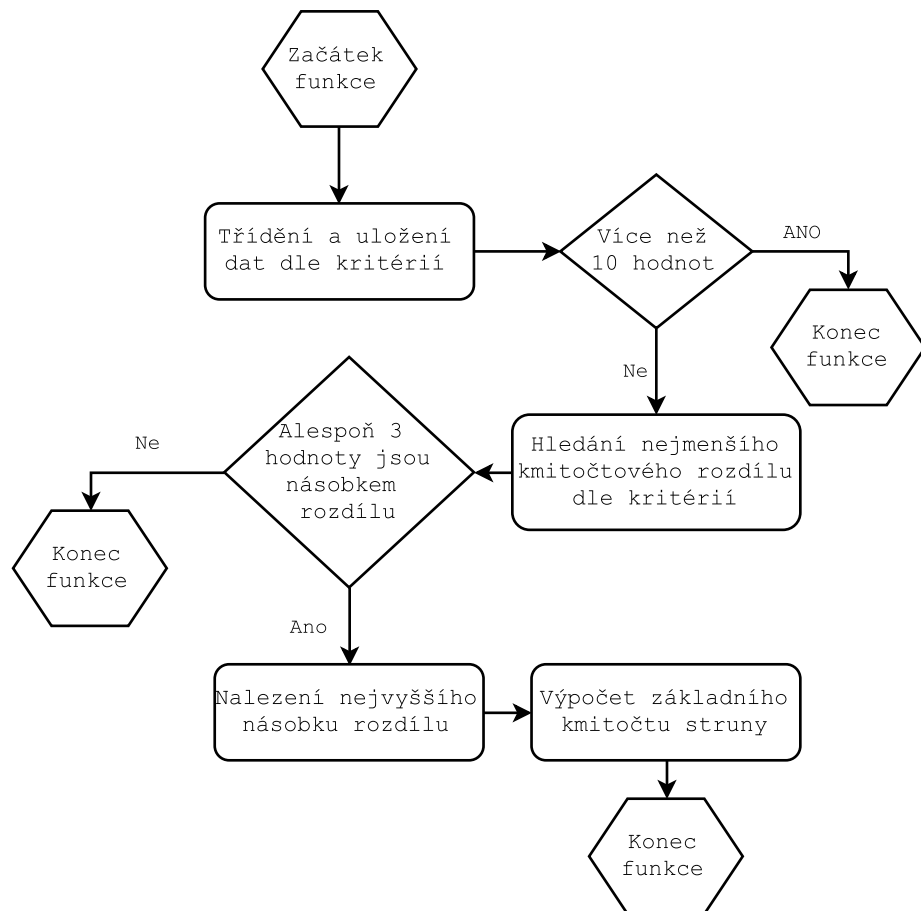 Začátek
funkce
Třídění a uložení
dat dle kritérií
Více než
10 hodnot
ANO
Konec
funkce
Ne
Hledání nejmenšího
kmitočtového rozdílu
dle kritérií
Alespoň 3
hodnoty jsou
násobkem
rozdílu
Ne
Konec
funkce
Ano
Nalezení nejvyššího
násobku rozdílu
Výpočet základního
kmitočtu struny
Konec
funkce